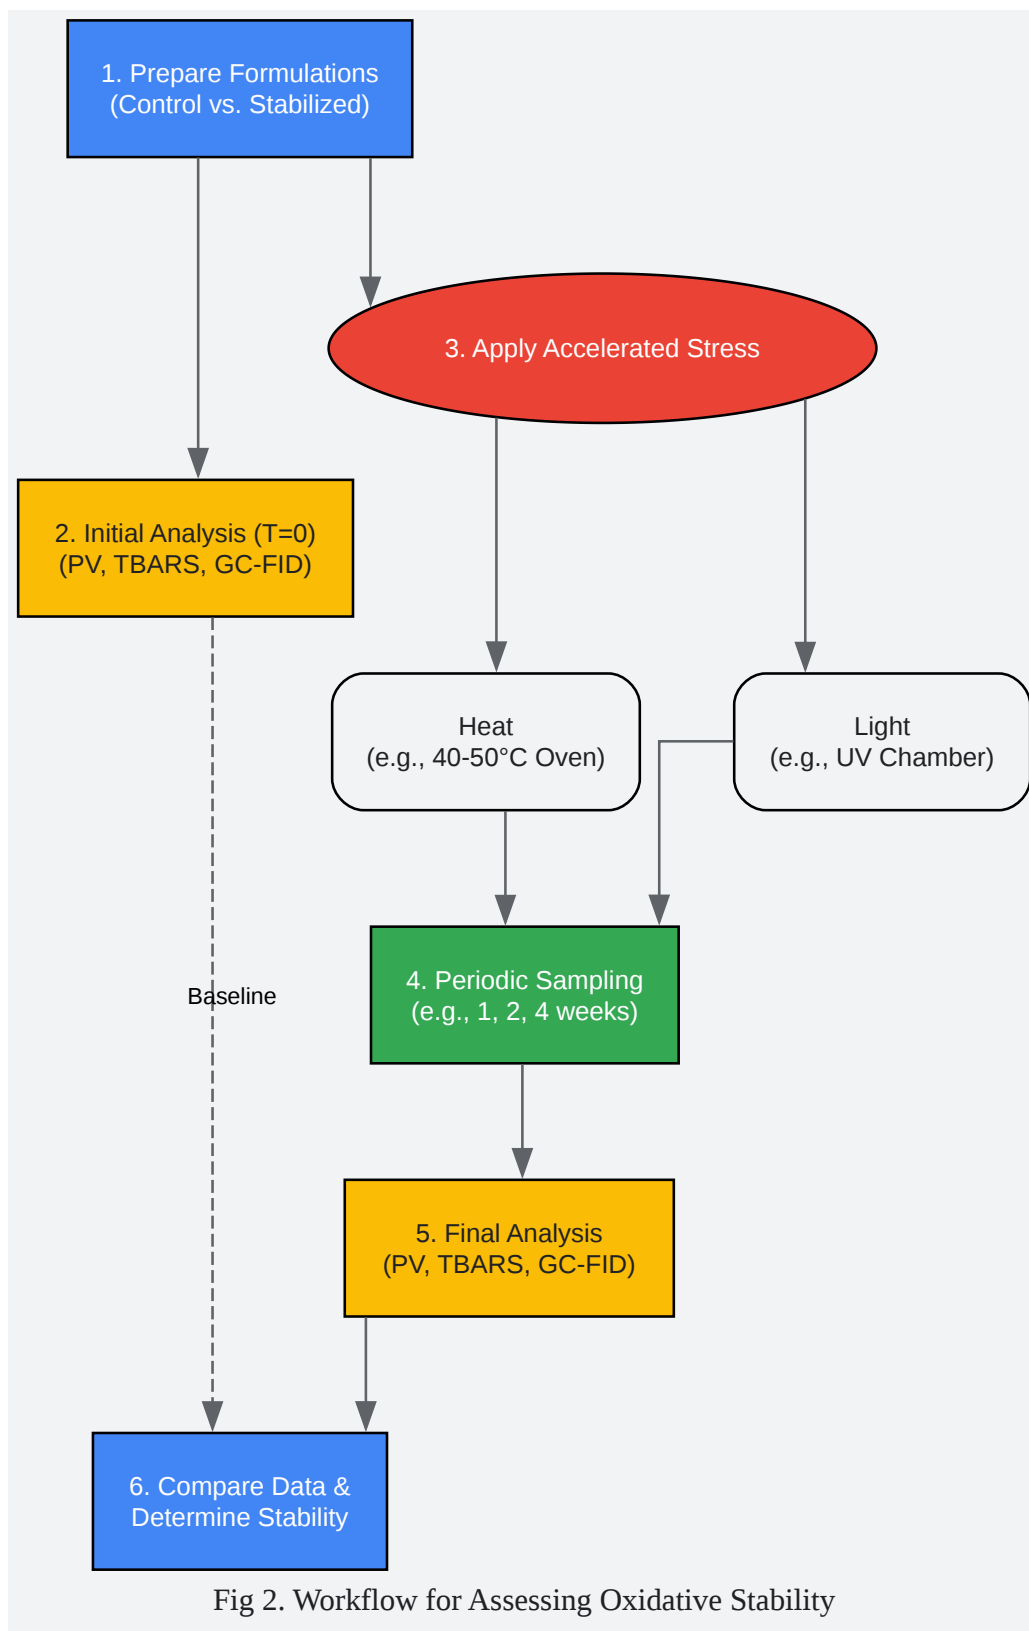 1. Prepare Formulations
(Control vs. Stabilized)
3. Apply Accelerated Stress
2. Initial Analysis (T=0)
(PV, TBARS, GC-FID)
Heat
(e.g., 40-50°C Oven)
Light
(e.g., UV Chamber)
Baseline
4. Periodic Sampling
(e.g., 1, 2, 4 weeks)
5. Final Analysis
(PV, TBARS, GC-FID)
6. Compare Data &
Determine Stability
Fig 2. Workflow for Assessing Oxidative Stability